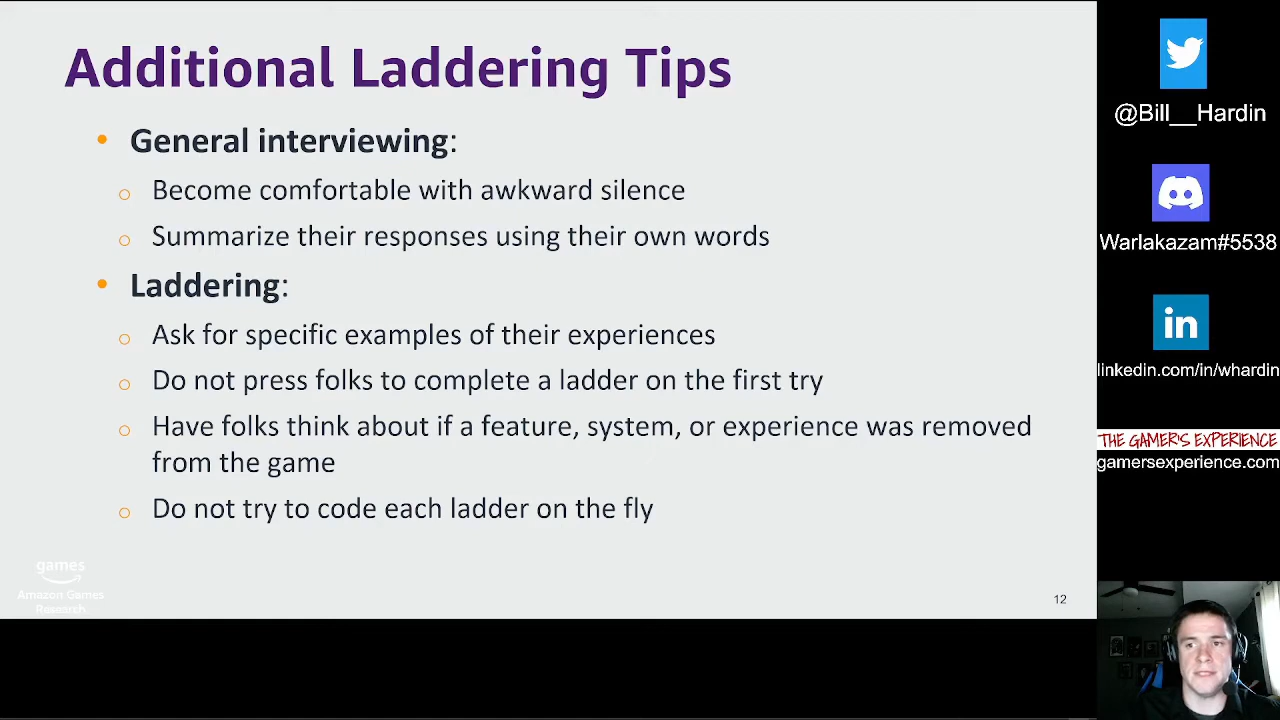 Additional Laddering Tips
• General interviewing:
o Become comfortable with awkward silence
o Summarize their responses using their own words
• Laddering:
o Ask for specific examples of their experiences
o Do not press folks to complete a ladder on the first try
o Have folks think about if a feature, system, or experience was removed
from the game
o Do not try to code each ladder on the fly
games
Amazon Games
Research
12
@Bill__Hardin
Warlakazam#5538
in
linkedin.com/in/whardin
THE GAMER'S EXPERIENCE
gamersexperience.com